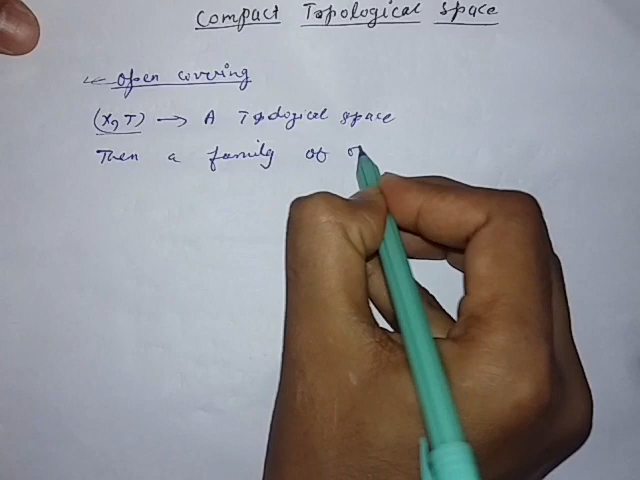 Compact Topological Space
open covering
(X, T) → A Topological space
Then a family of o